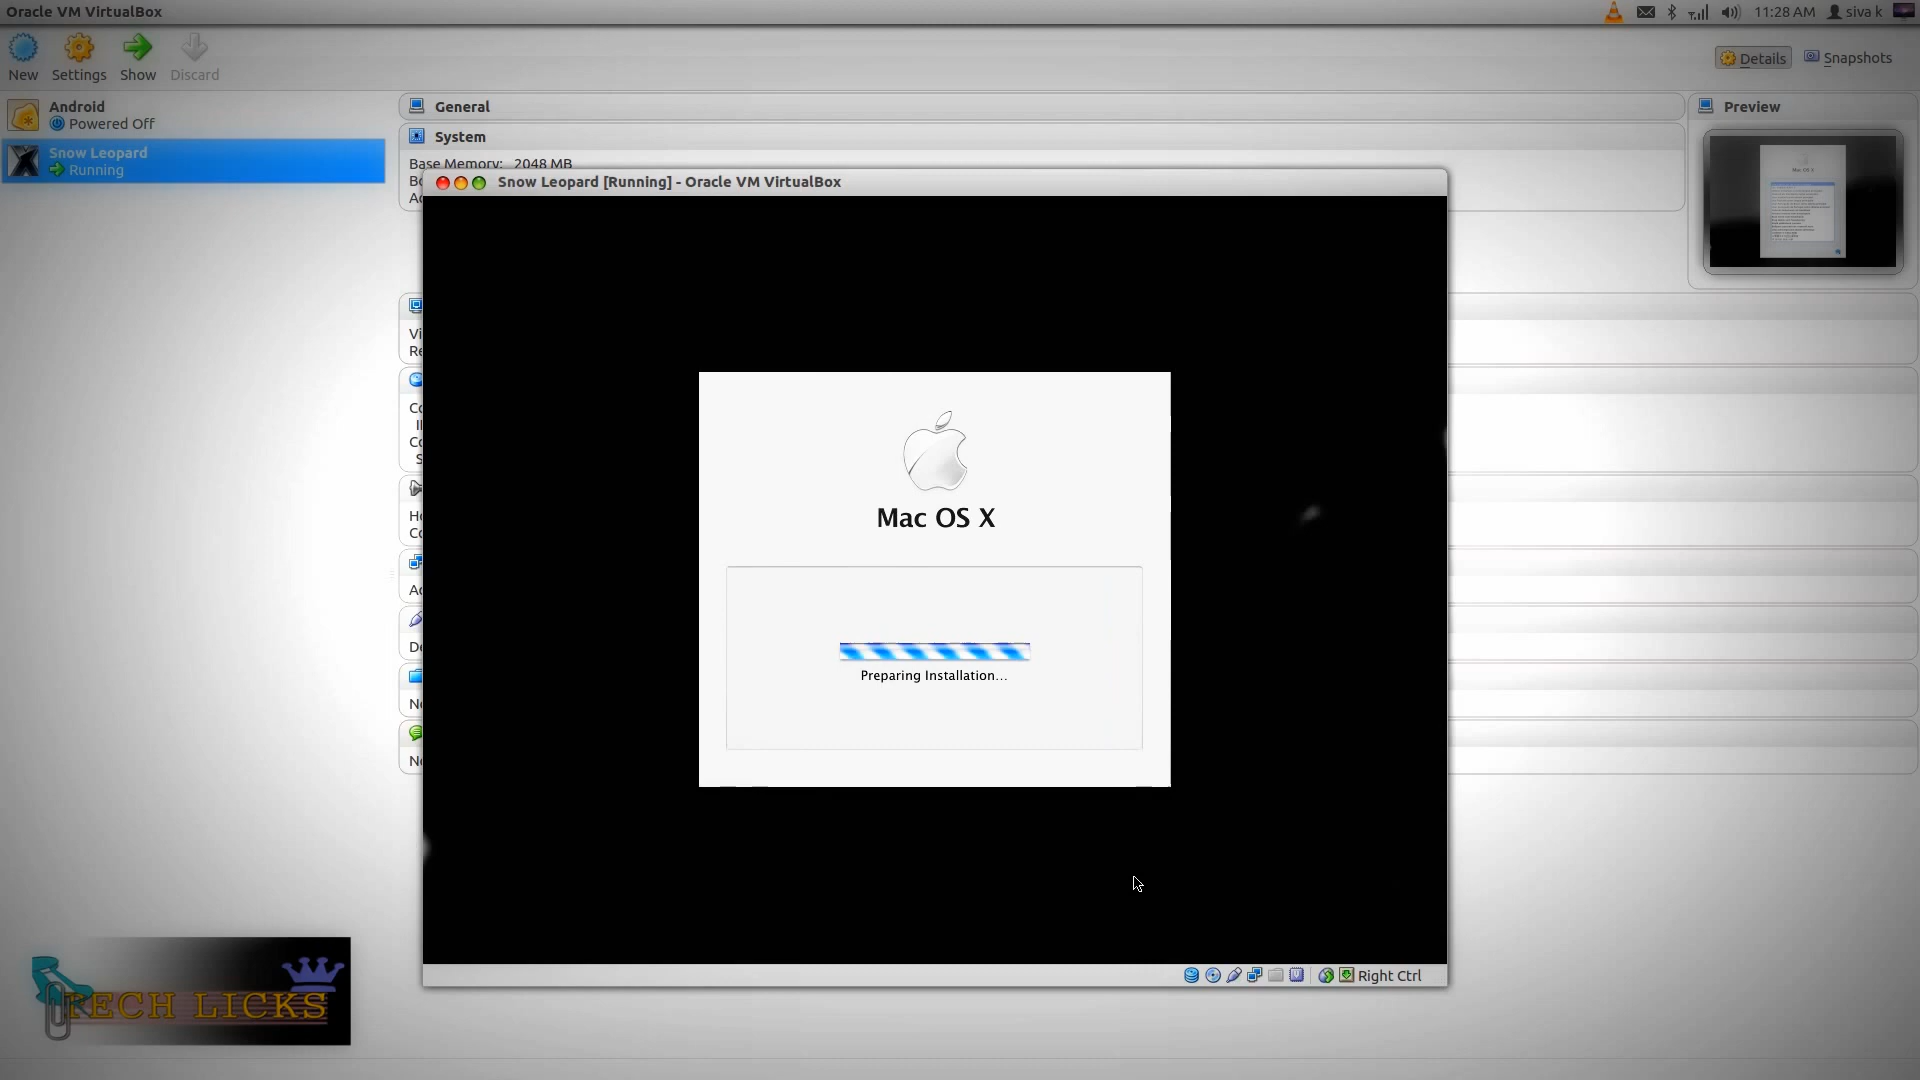 Oracle VM VirtualBox
11:28 AM siva k
New Settings Show Discard
Details Snapshots
Android
Powered Off
Snow Leopard
Running
General
System
Base Memory: 2048 MB
Preview
Snow Leopard [Running] - Oracle VM VirtualBox
Mac OS X
Preparing Installation...
Right Ctrl
TECH LICKS